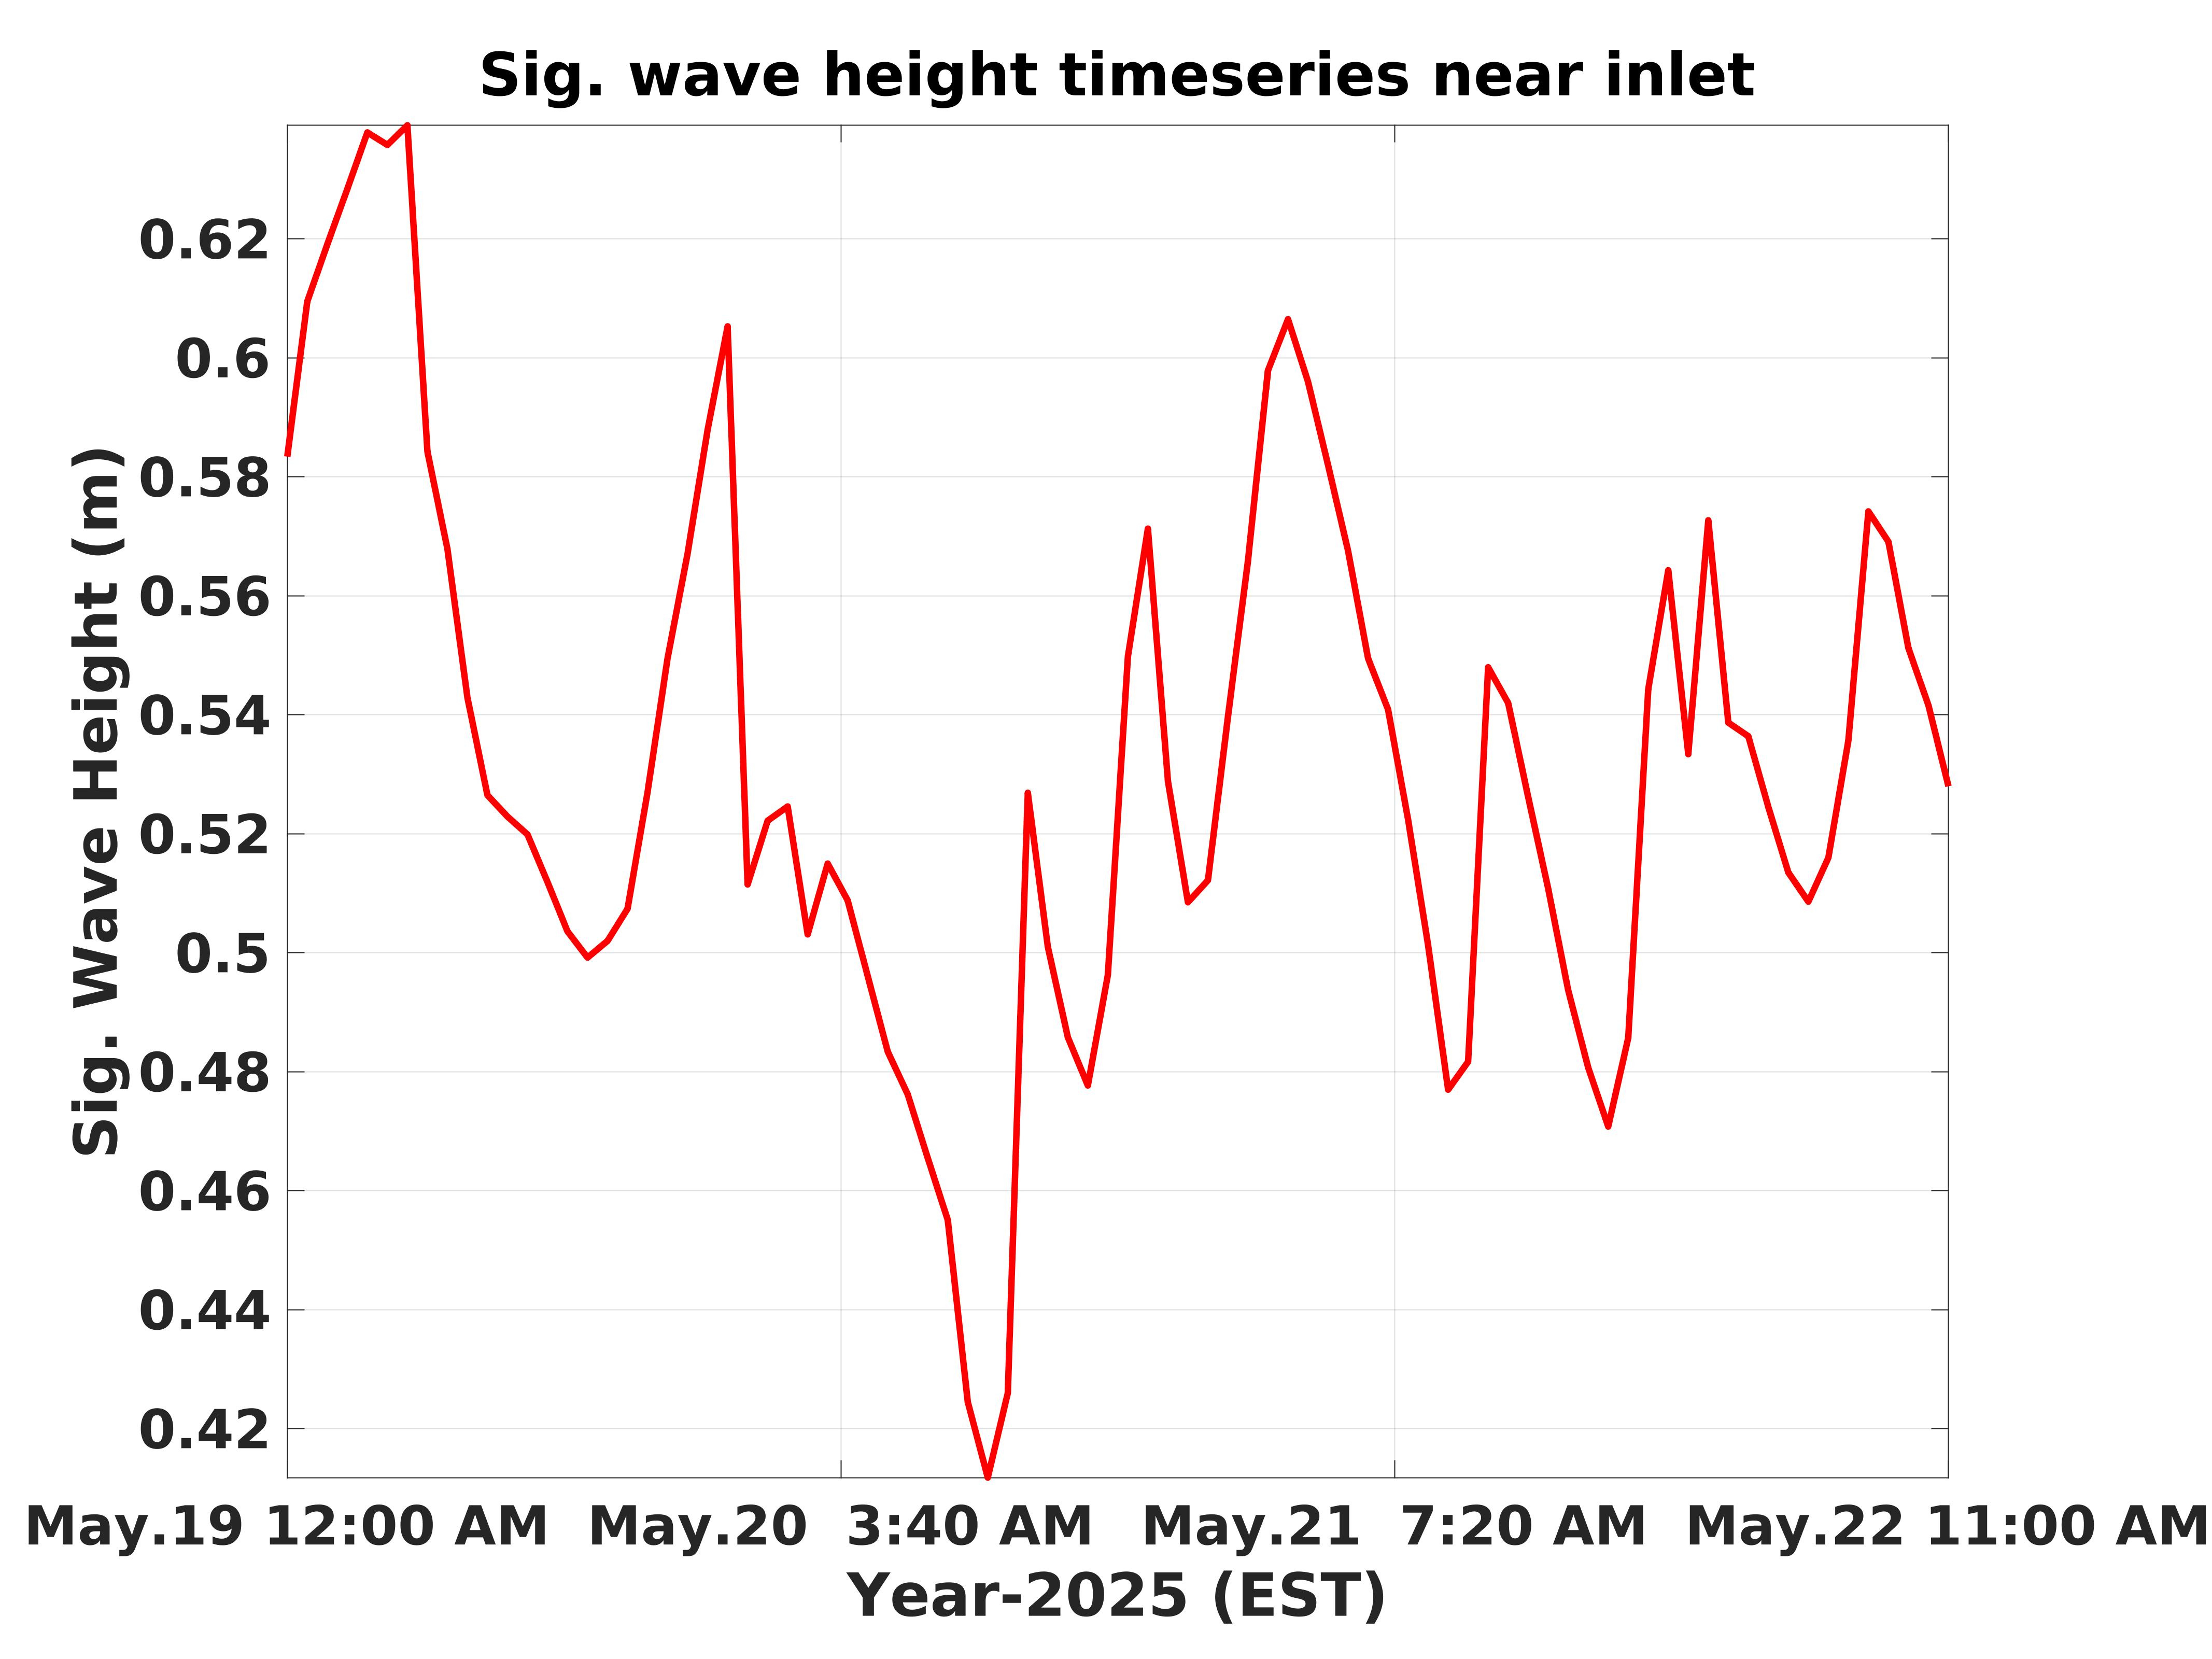 Sig. wave height timeseries near inlet
Sig. Wave Height (m)
0.62
0.6
0.58
0.56
0.54
0.52
0.5
0.48
0.46
0.44
0.42
May.19 12:00 AM May.20 3:40 AM May.21 7:20 AM May.22 11:00 AM
Year-2025 (EST)